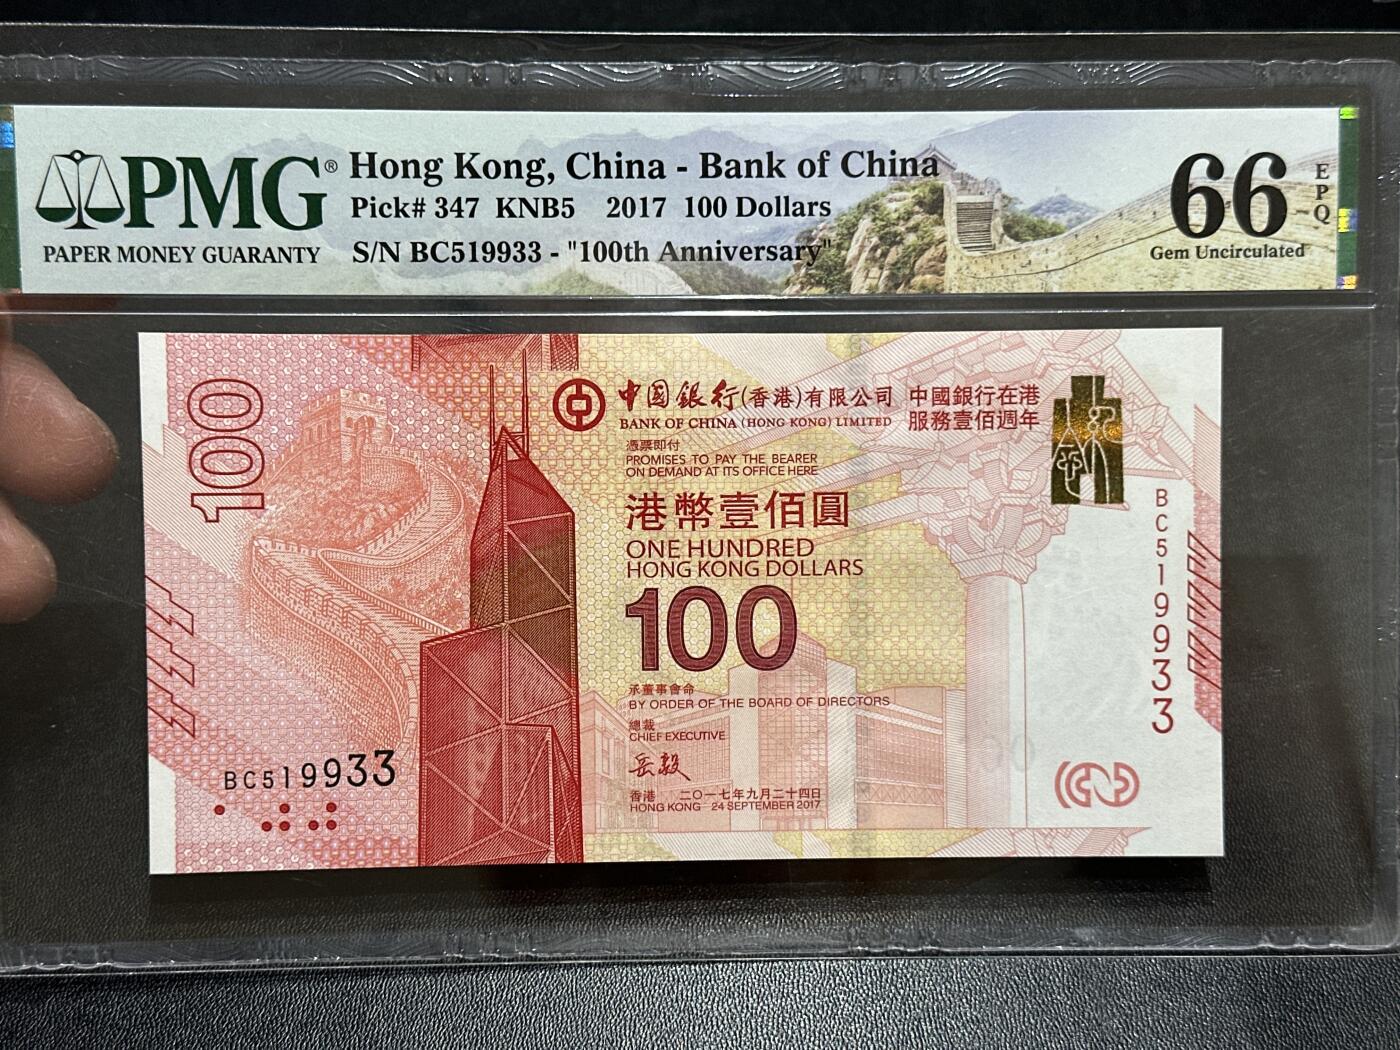 PMG®
PAPER MONEY GUARANTY
Hong Kong, China - Bank of China
Pick# 347 KNB5 2017 100 Dollars
S/N BC519933 - "100th Anniversary"
66
EPQ
Gem Uncirculated
100
中國銀行(香港)有限公司
BANK OF CHINA (HONG KONG) LIMITED
中國銀行在港
服務壹佰週年
憑票即付
PROMISES TO PAY THE BEARER
ON DEMAND AT ITS OFFICE HERE
港幣壹佰圓
ONE HUNDRED
HONG KONG DOLLARS
100
承董事會命
BY ORDER OF THE BOARD OF DIRECTORS
總裁
CHIEF EXECUTIVE
岳毅
香港 二〇一七年九月二十四日
HONG KONG 24 SEPTEMBER 2017
BC519933
BC519933